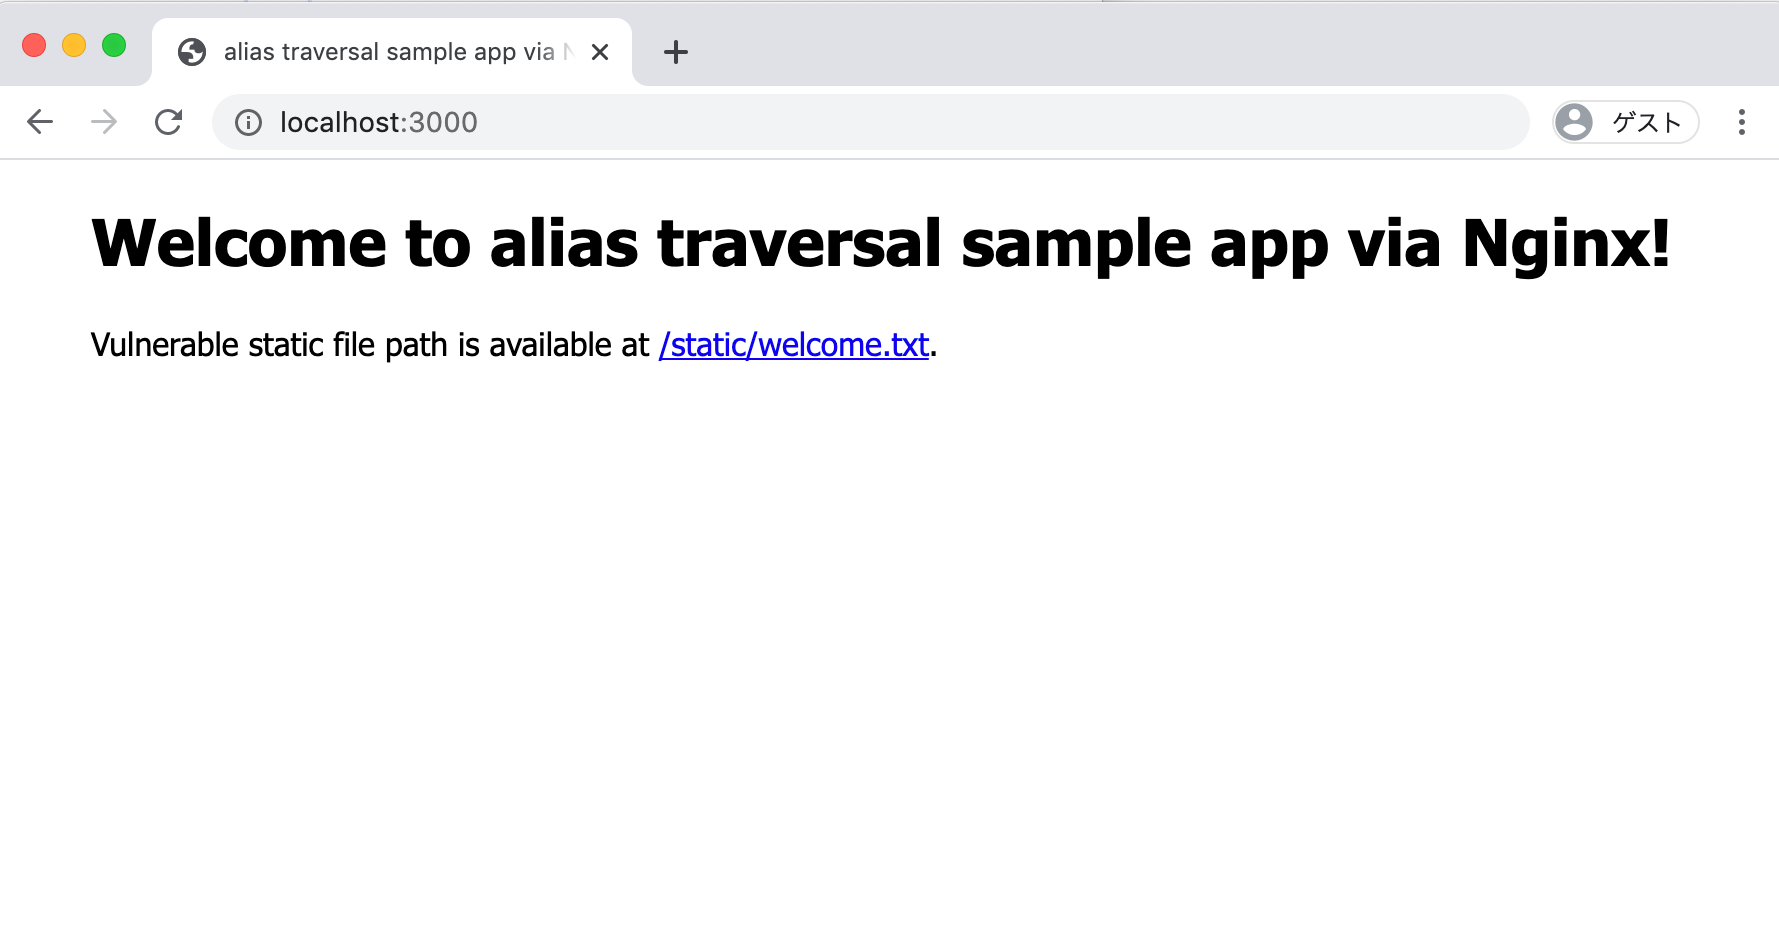 alias traversal sample app via N
localhost:3000
ゲスト
Welcome to alias traversal sample app via Nginx!
Vulnerable static file path is available at /static/welcome.txt.